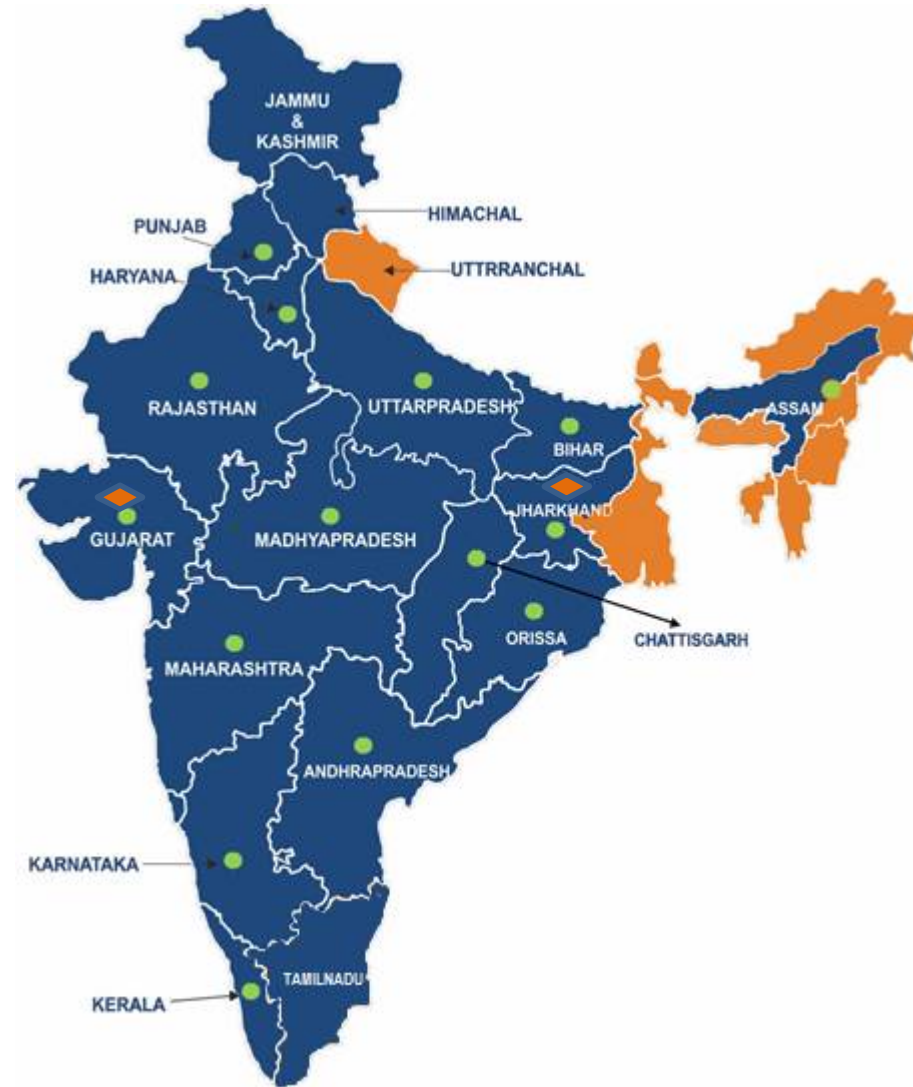 JAMMU
&
KASHMIR
HIMACHAL
PUNJAB
UTTRRANCHAL
HARYANA
RAJASTHAN
UTTARPRADESH
ASSAM
BIHAR
JHARKHAND
GUJARAT
MADHYAPRADESH
ORISSA
CHATTISGARH
MAHARASHTRA
ANDHRAPRADESH
KARNATAKA
TAMILNADU
KERALA